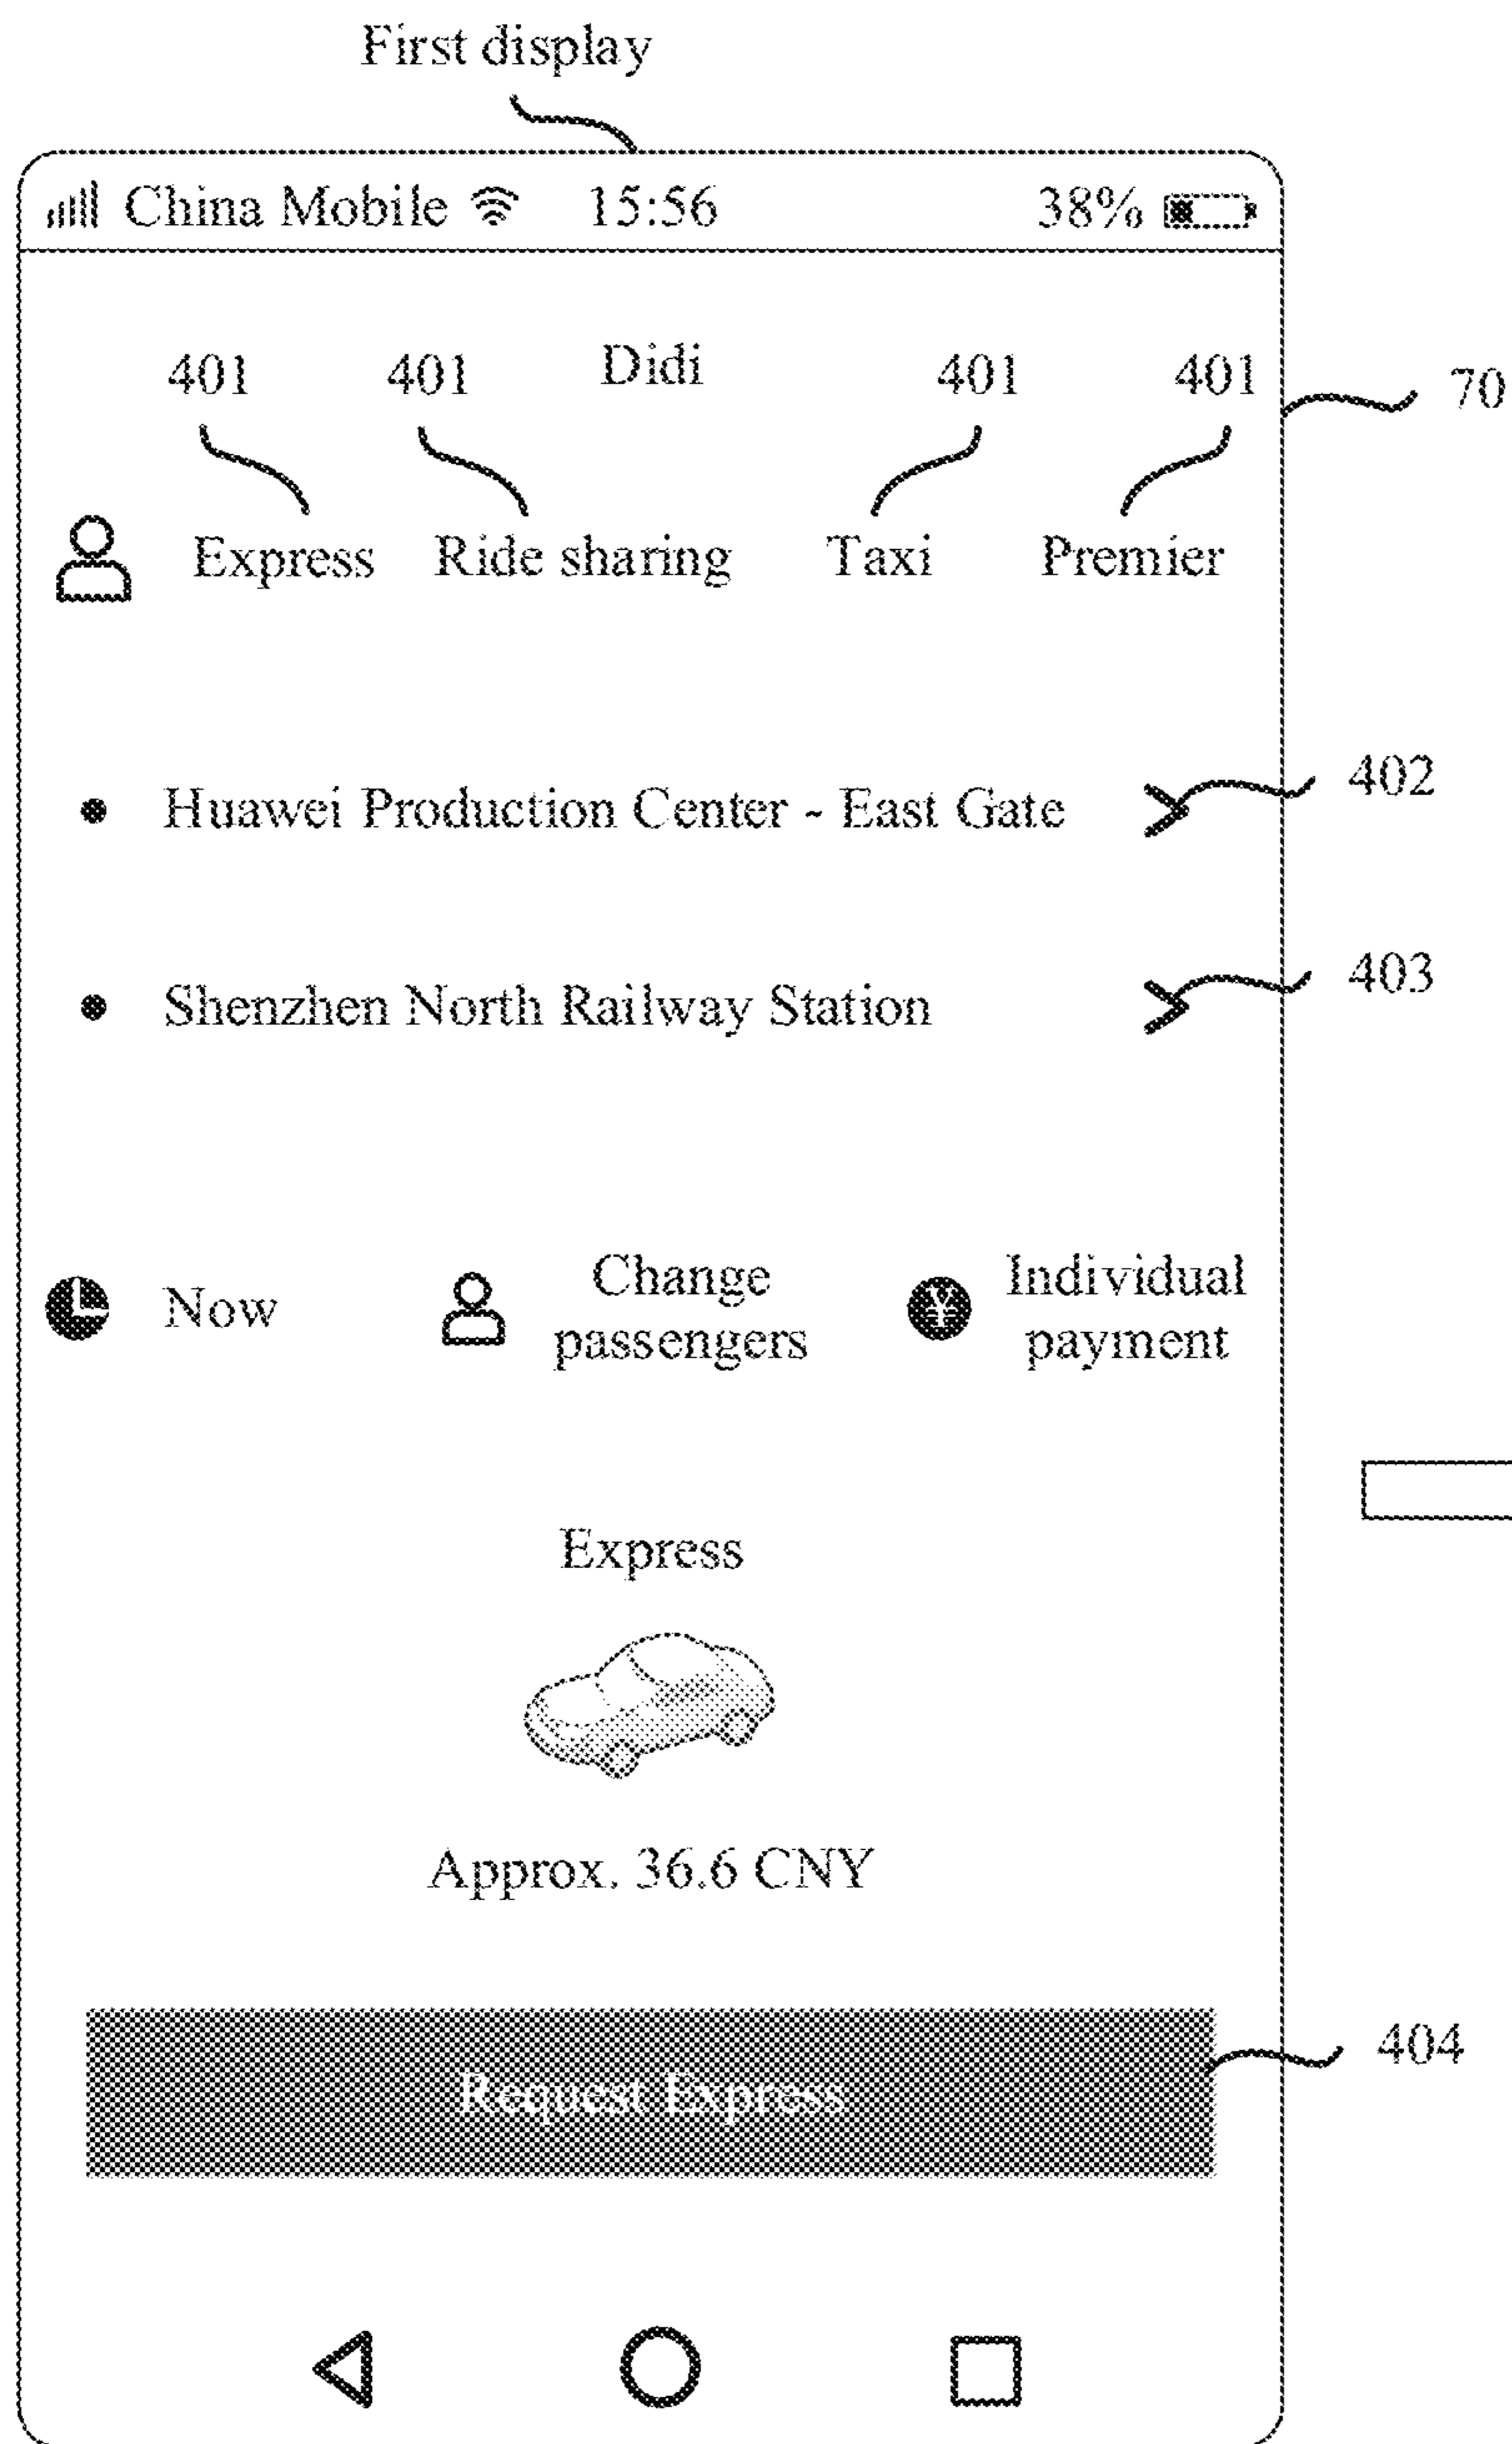 First display
China Mobile 15:56 38%
401 401 Didi 401 401
70
Express Ride sharing Taxi Premier
Huawei Production Center - East Gate
402
Shenzhen North Railway Station
403
Now
Change
passengers
¥
Individual
payment
Express
Approx. 36.6 CNY
Request Express
404